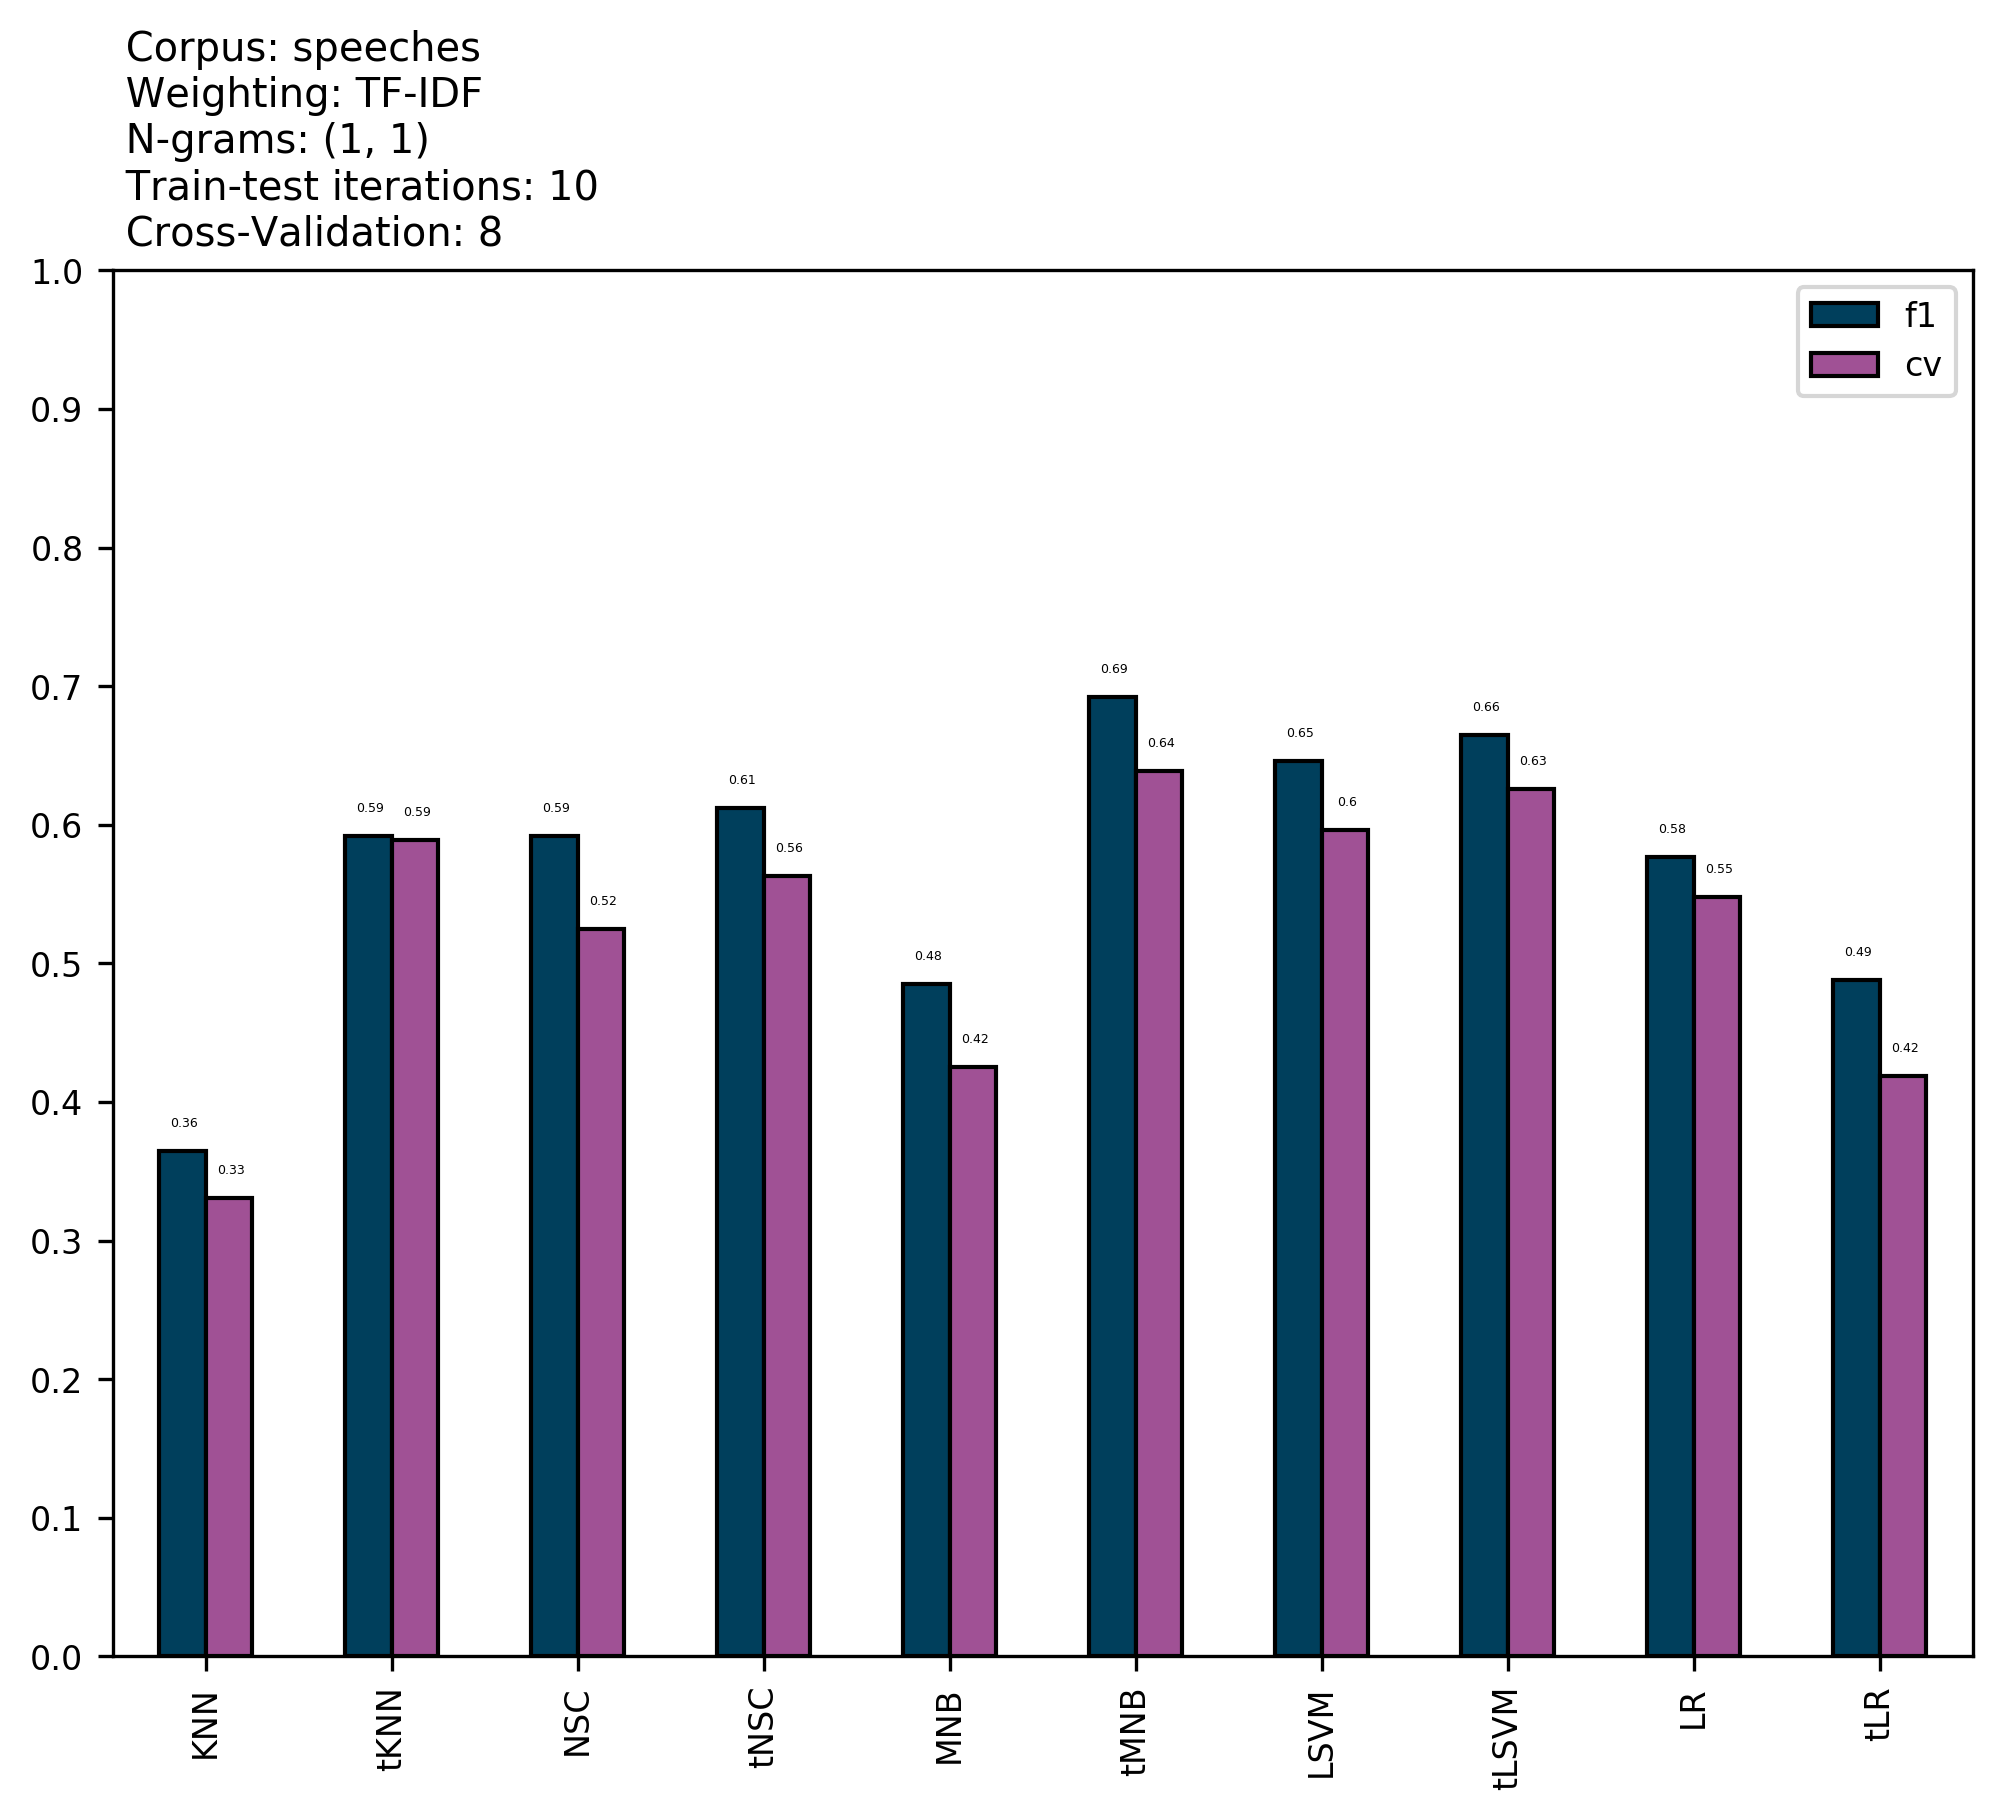 Corpus: speeches
Weighting: TF-IDF
N-grams: (1, 1)
Train-test iterations: 10
Cross-Validation: 8
1.0
0.9
0.8
0.7
0.6
0.5
0.4
0.3
0.2
0.1
0.0
f1
cv
0.36
0.33
0.59
0.59
0.59
0.52
0.61
0.56
0.48
0.42
0.69
0.64
0.65
0.6
0.66
0.63
0.58
0.55
0.49
0.42
KNN
tKNN
NSC
tNSC
MNB
tMNB
LSVM
tLSVM
LR
tLR